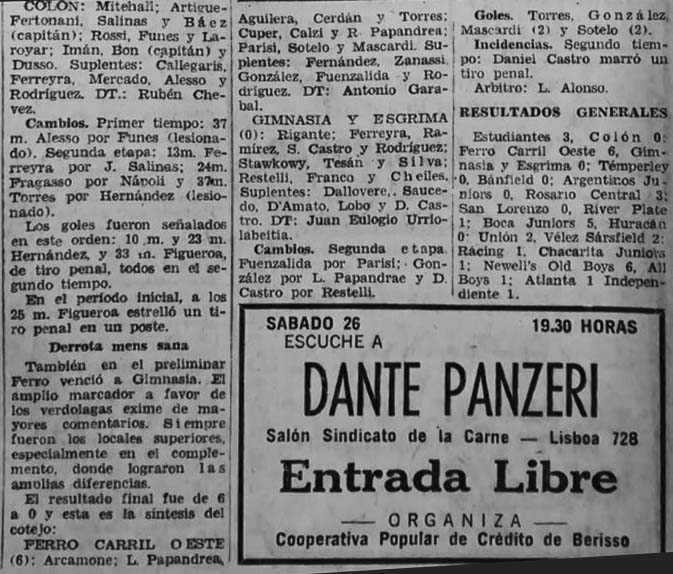 COLON: Mitehall; Artigue-
Fertonani, Salinas y Báez
(capitán); Rossi, Funes y La-
royar; Imán, Bon (capitán) y
Dusso. Suplentes: Callegaris,
Ferreyra, Mercado, Alesso y
Rodríguez. DT.: Rubén Che-
vez.
Cambios. Primer tiempo: 37
m. Alesso por Funes (lesiona-
do). Segunda etapa: 13m. Fe-
rreyra por J. Salinas; 24m.
Fragasso por Nápoli y 37m.
Torres por Hernández (lesio-
nado).
Los goles fueron señalados
en este orden: 10 m. y 23 m.
Hernández, y 33 m. Figueroa,
de tiro penal, todos en el se-
gundo tiempo.
En el período inicial, a los
25 m. Figueroa estrelló un ti-
ro penal en un poste.
Derrota mens sana
También en el preliminar
Ferro venció a Gimnasia. El
amplio marcador a favor de
los verdolagas exime de ma-
yores comentarios. Siempre
fueron los locales superiores,
especialmente en el comple-
mento, donde lograron las
amolias diferencias.
El resultado final fue de 6
a 0 y esta es la síntesis del
cotejo:
FERRO CARRIL OESTE
(6): Arcamone; L. Papandrea,
Aguilera, Cerdán y Torres;
Cuper, Calzi y R. Papandrea;
Parisi, Sotelo y Mascardi. Su-
plentes: Fernández, Zanassi.
González, Fuenzalida y Ro-
dríguez. DT: Antonio Gara-
bal.
GIMNASIA Y ESGRIMA
(0): Rigante; Ferreyra, Ra-
mírez, S. Castro y Rodríguez;
Stawkowy, Tesán y Silva;
Restelli, Franco y Cheiles.
Suplentes: Dallovere, Sauce-
do, D'Amato, Lobo y D. Cas-
tro. DT: Juan Eulogio Urrio-
labeitia.
Cambios. Segunda etapa.
Fuenzalida por Parisi; Gon-
zález por L. Papandrae y D.
Castro por Restelli.
Goles. Torres, González,
Mascardi (2) y Sotelo (2).
Incidencias. Segundo tiem-
po: Daniel Castro marró un
tiro penal.
Arbitro: L. Alonso.
RESULTADOS GENERALES
Estudiantes 3, Colón 0:
Ferro Carril Oeste 6, Gim-
nasia y Esgrima 0; Témperley
0, Bánfield 0; Argentinos Ju-
niors 0, Rosario Central 3;
San Lorenzo 0, River Plate
1; Boca Juniors 5, Huracán
0: Unión 2, Vélez Sársfield 2:
Rácing 1, Chacarita Juniors
1; Newell's Old Boys 6, All
Boys 1; Atlanta 1 Indepen-
diente 1.
SABADO 26 19.30 HORAS
ESCUCHE A
DANTE PANZERI
Salón Sindicato de la Carne — Lisboa 728
Entrada Libre
— ORGANIZA —
Cooperativa Popular de Crédito de Berisso